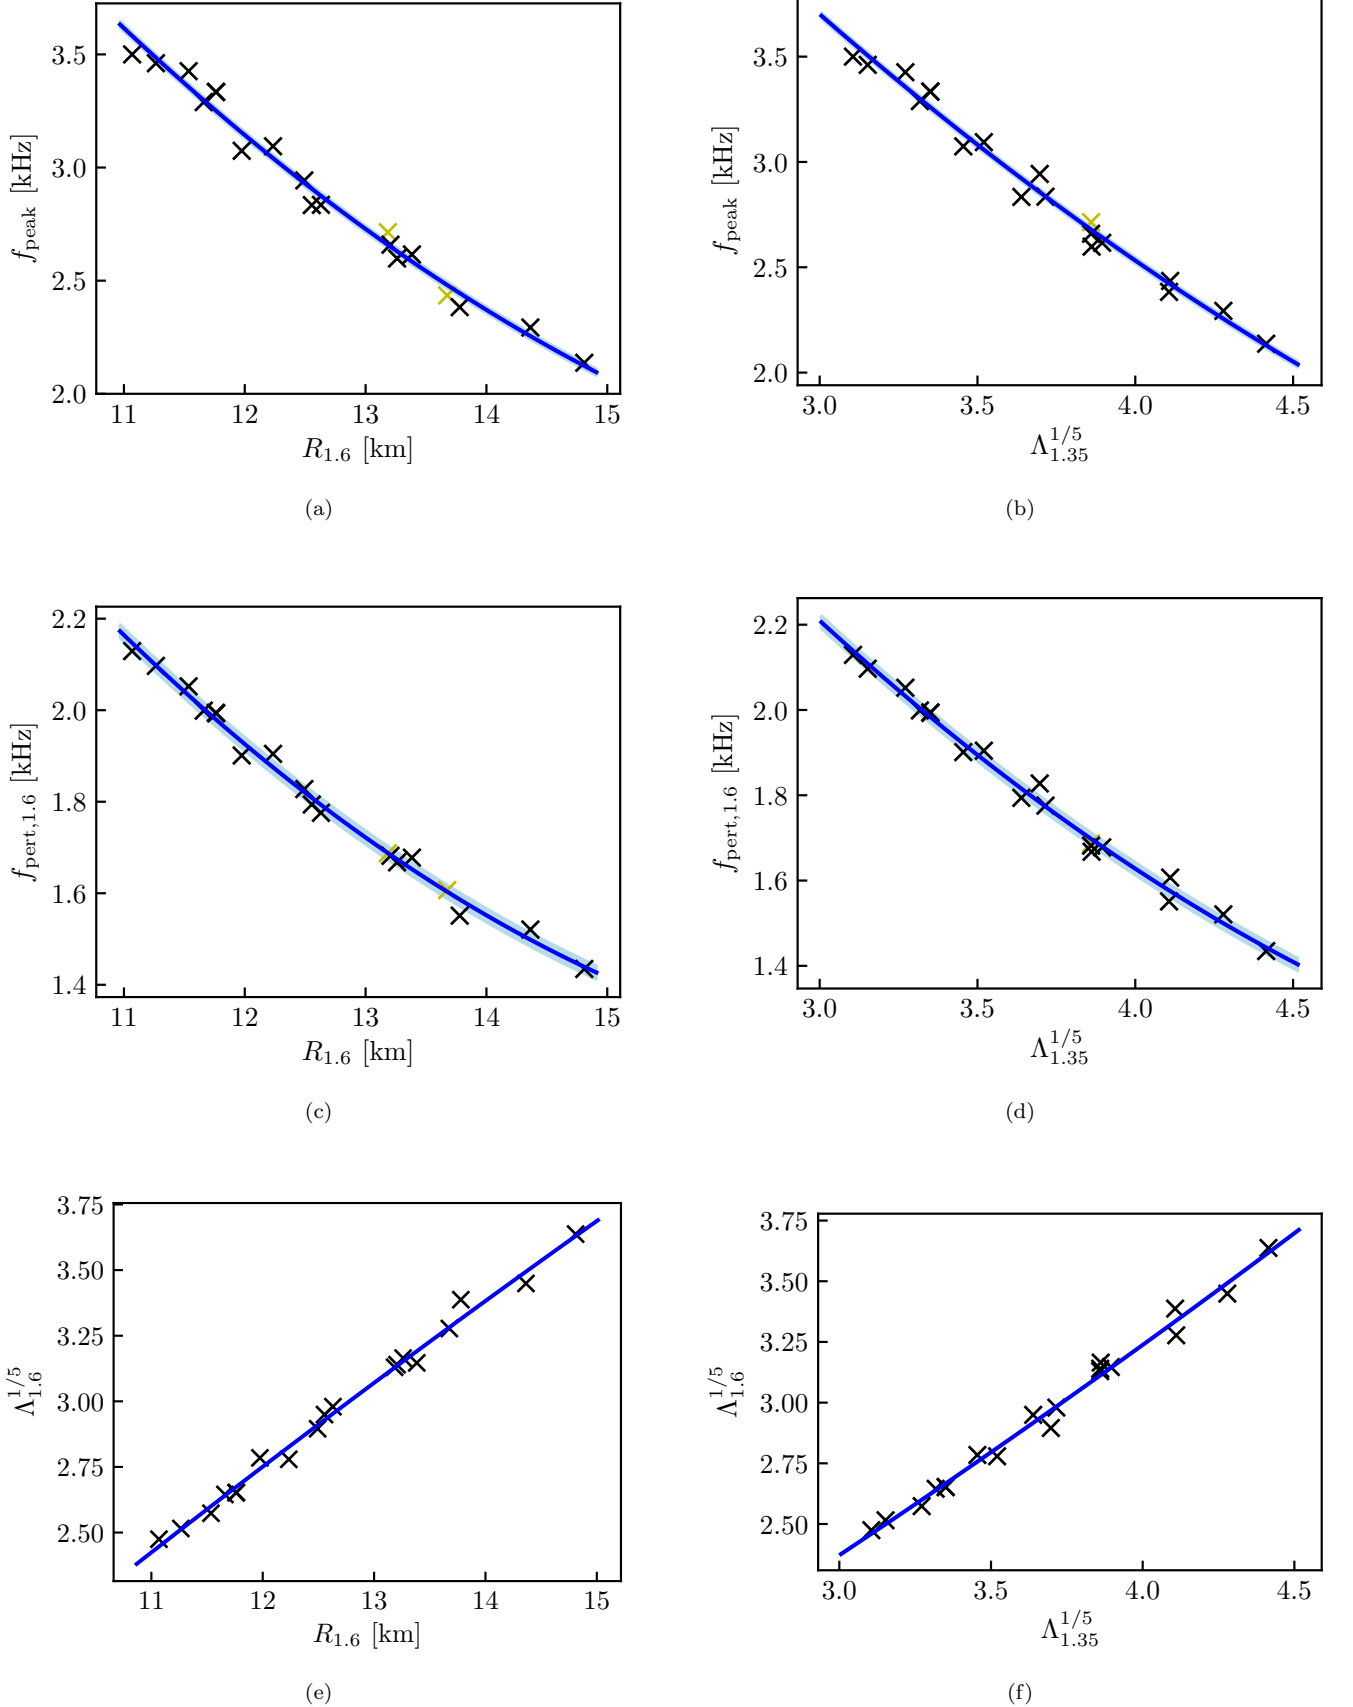 3.5
3.0
2.5
2.0
f_peak [kHz]
11 12 13 14 15
R_1.6 [km]
(a)
3.5
3.0
2.5
2.0
f_peak [kHz]
3.0 3.5 4.0 4.5
Λ_1.35^1/5
(b)
2.2
2.0
1.8
1.6
1.4
f_pert,1.6 [kHz]
11 12 13 14 15
R_1.6 [km]
(c)
2.2
2.0
1.8
1.6
1.4
f_pert,1.6 [kHz]
3.0 3.5 4.0 4.5
Λ_1.35^1/5
(d)
3.75
3.50
3.25
3.00
2.75
2.50
Λ_1.6^1/5
11 12 13 14 15
R_1.6 [km]
(e)
3.75
3.50
3.25
3.00
2.75
2.50
Λ_1.6^1/5
3.0 3.5 4.0 4.5
Λ_1.35^1/5
(f)